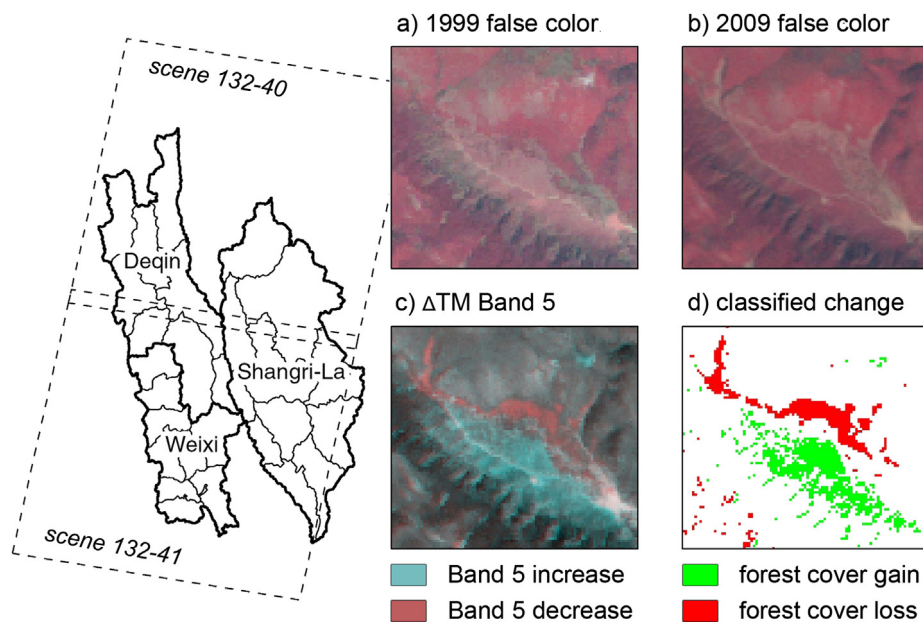 a) 1999 false color
b) 2009 false color
scene 132-40
Deqin
Shangri-La
Weixi
scene 132-41
c) ΔTM Band 5
d) classified change
Band 5 increase
Band 5 decrease
forest cover gain
forest cover loss